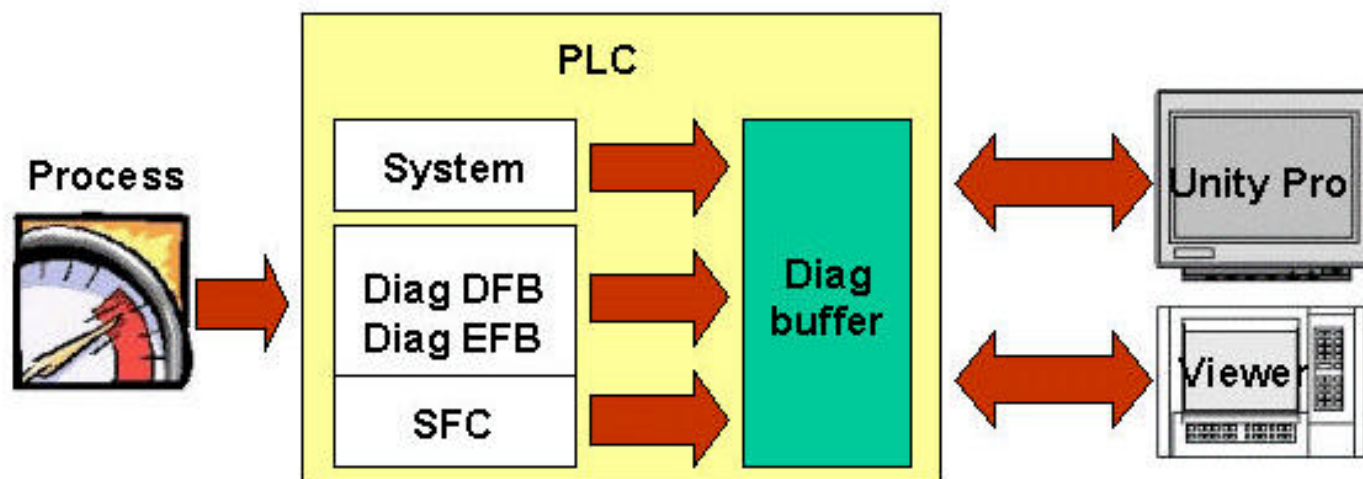 PLC
Process
System
Diag DFB
Diag EFB
SFC
Diag
buffer
Unity Pro
Viewer